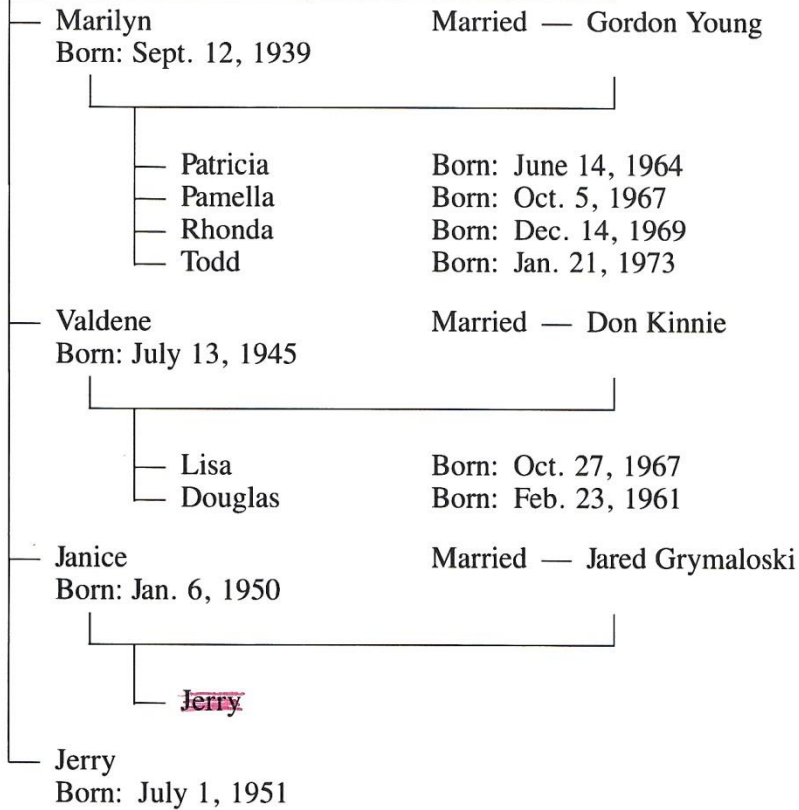 Marilyn Married — Gordon Young
Born: Sept. 12, 1939
Patricia Born: June 14, 1964
Pamella Born: Oct. 5, 1967
Rhonda Born: Dec. 14, 1969
Todd Born: Jan. 21, 1973
Valdene Married — Don Kinnie
Born: July 13, 1945
Lisa Born: Oct. 27, 1967
Douglas Born: Feb. 23, 1961
Janice Married — Jared Grymaloski
Born: Jan. 6, 1950
Jerry
Jerry
Born: July 1, 1951